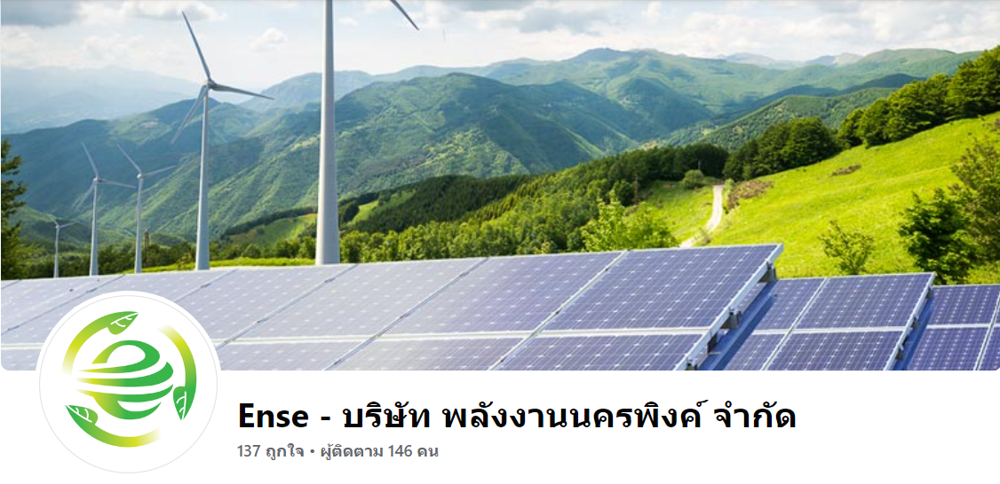 Ense - บริษัท พลังงานนครพิงค์ จำกัด
137 ถูกใจ • ผู้ติดตาม 146 คน